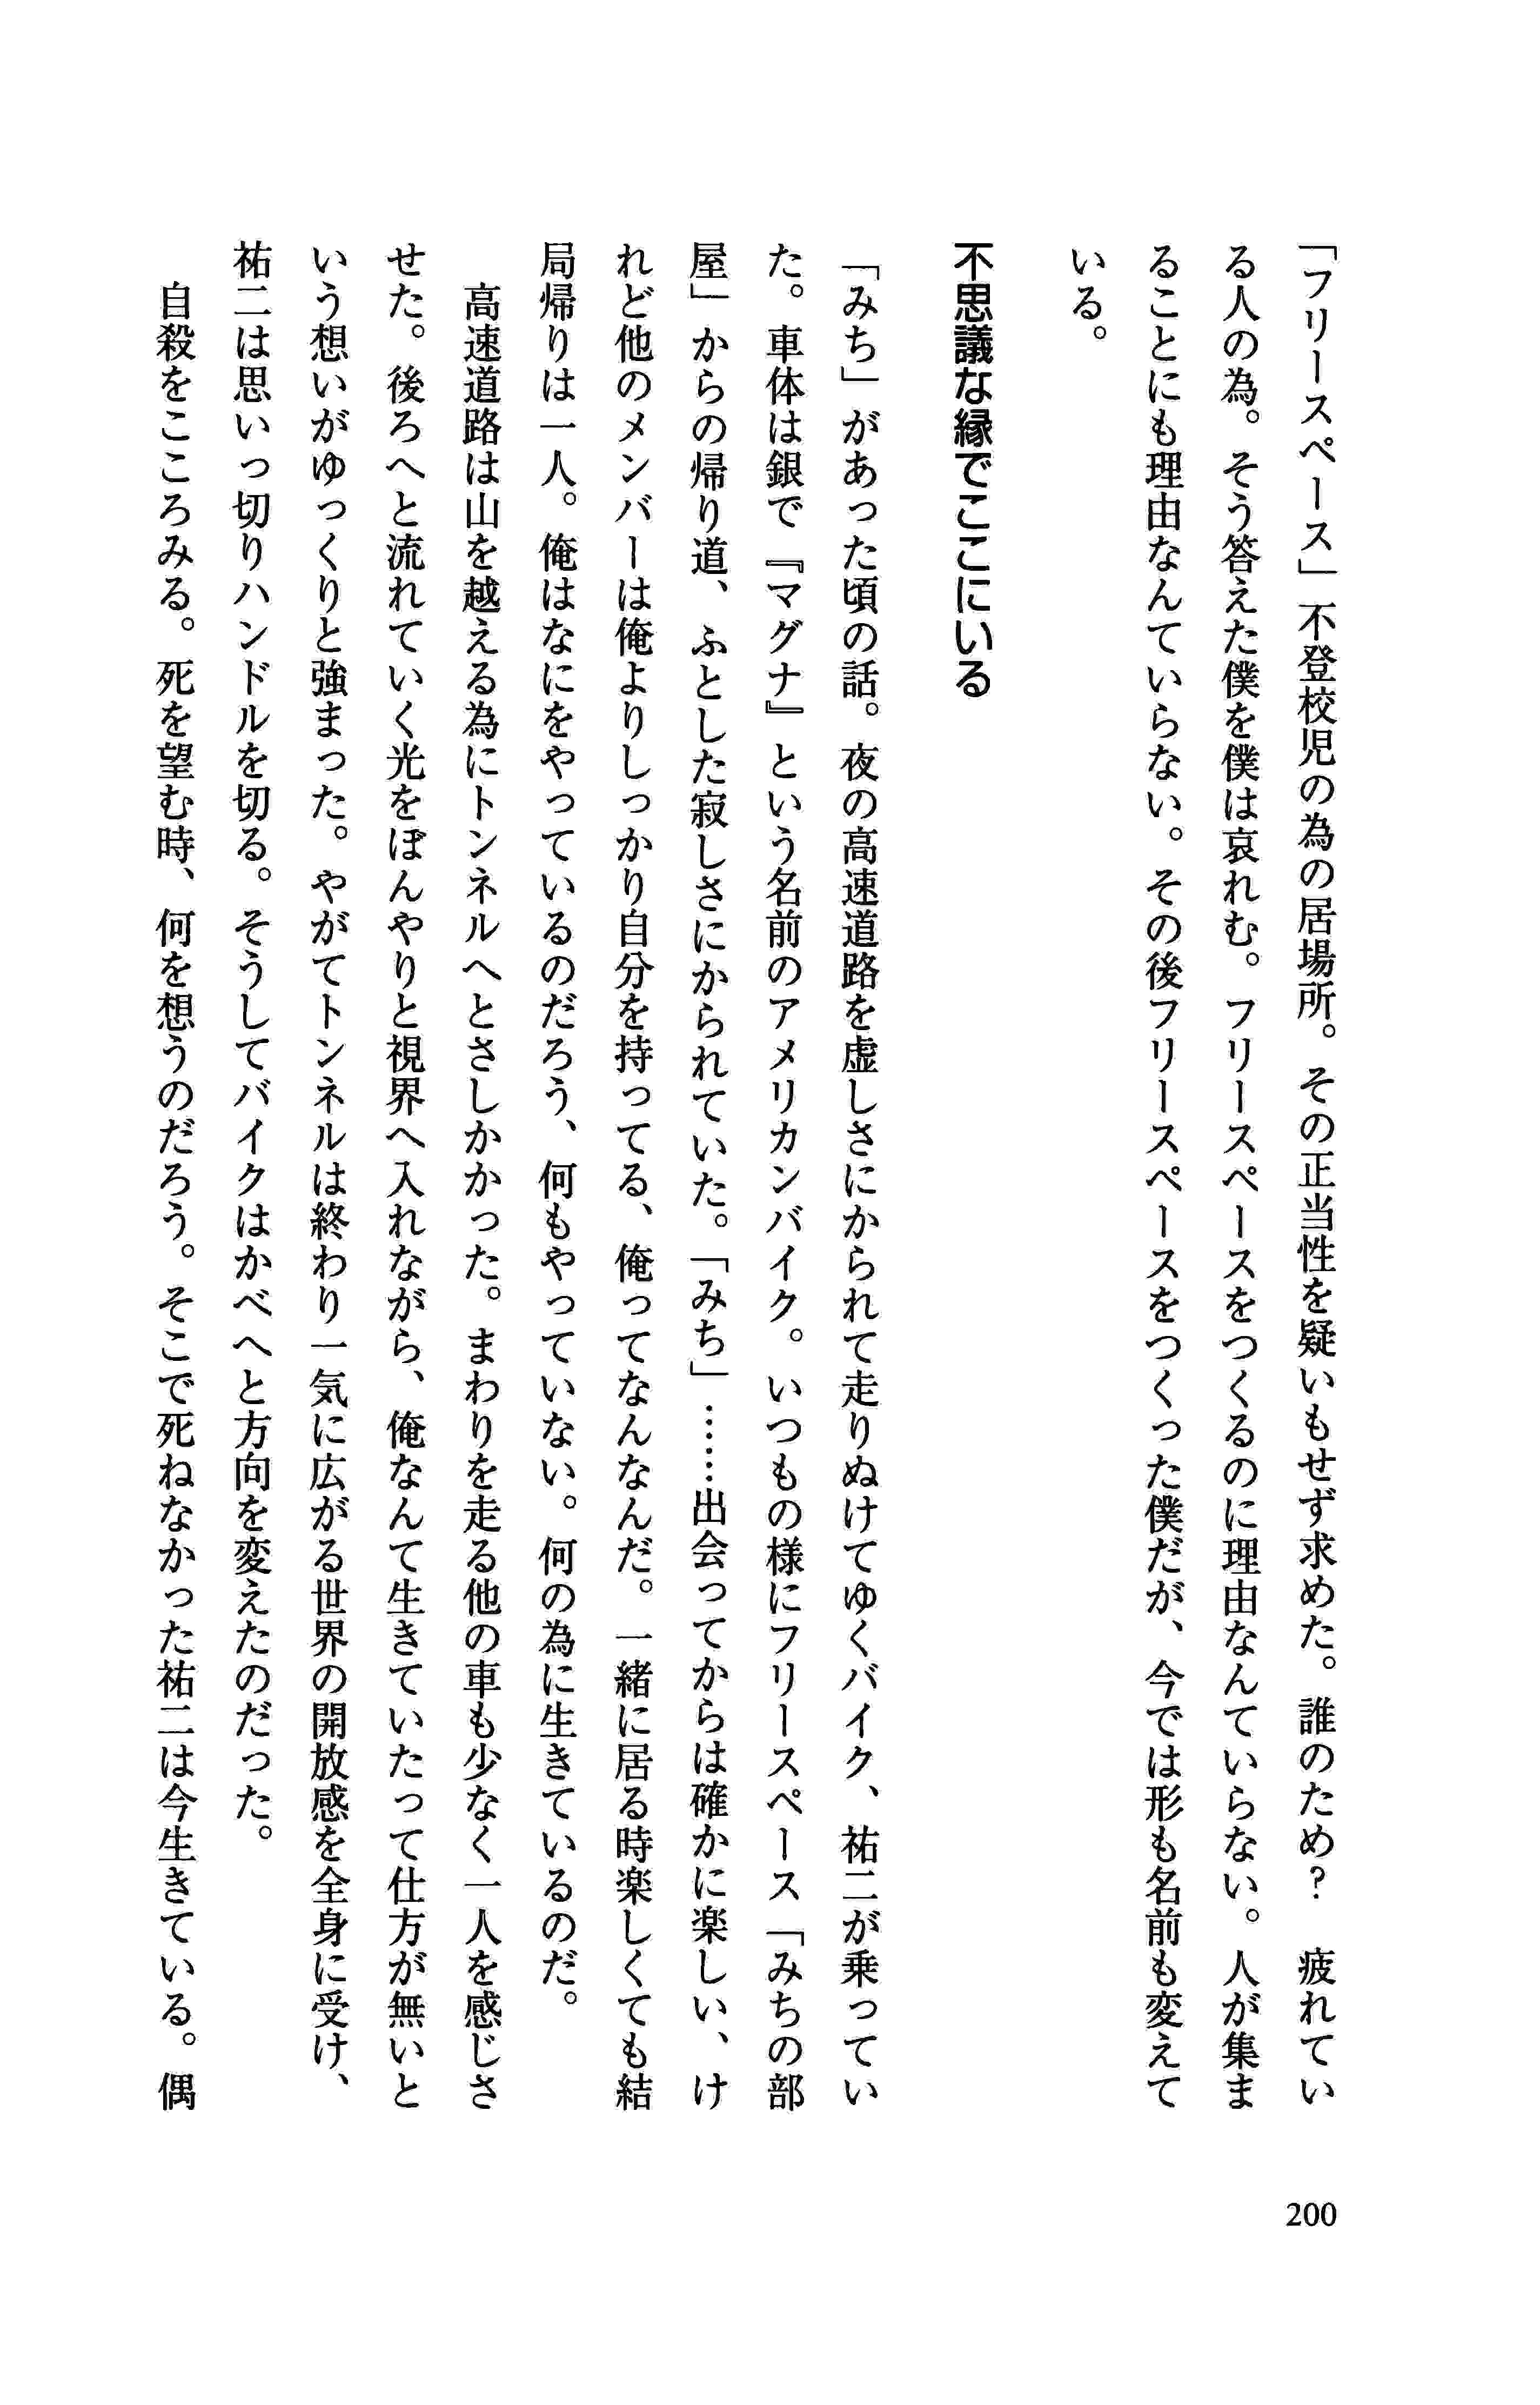 「フリースペース」不登校児の為の居場所。その正当性を疑いもせず求めた。誰のため？　疲れてい
る人の為。そう答えた僕を僕は哀れむ。フリースペースをつくるのに理由なんていらない。人が集ま
ることにも理由なんていらない。その後フリースペースをつくった僕だが、今では形も名前も変えて
いる。
不思議な縁でここにいる
「みち」があった頃の話。夜の高速道路を虚しさにかられて走りぬけてゆくバイク、祐二が乗ってい
た。車体は銀で『マグナ』という名前のアメリカンバイク。いつもの様にフリースペース「みちの部
屋」からの帰り道、ふとした寂しさにかられていた。「みち」……出会ってからは確かに楽しい、け
れど他のメンバーは俺よりしっかり自分を持ってる、俺ってなんなんだ。一緒に居る時楽しくても結
局帰りは一人。俺はなにをやっているのだろう、何もやっていない。何の為に生きているのだ。
高速道路は山を越える為にトンネルへとさしかかった。まわりを走る他の車も少なく一人を感じさ
せた。後ろへと流れていく光をぼんやりと視界へ入れながら、俺なんて生きていたって仕方が無いと
いう想いがゆっくりと強まった。やがてトンネルは終わり一気に広がる世界の開放感を全身に受け、
祐二は思いっ切りハンドルを切る。そうしてバイクはかべへと方向を変えたのだった。
自殺をこころみる。死を望む時、何を想うのだろう。そこで死ねなかった祐二は今生きている。偶
200